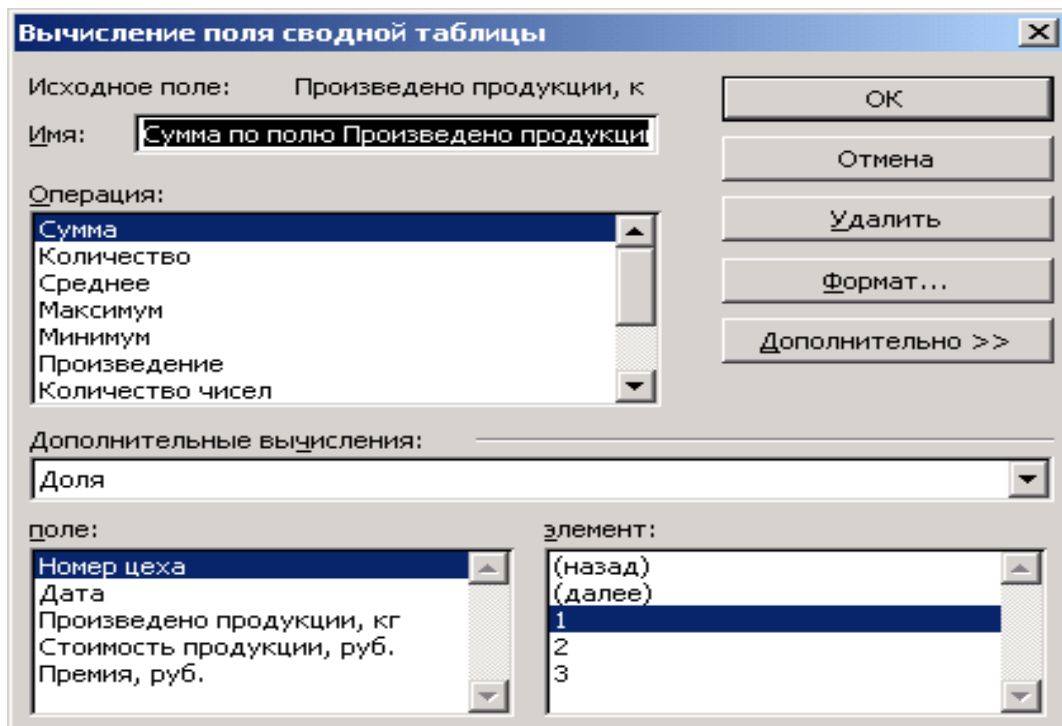 Вычисление поля сводной таблицы
Исходное поле: Произведено продукции, к
Имя: Сумма по полю Произведено продукци
Операция:
Сумма
Количество
Среднее
Максимум
Минимум
Произведение
Количество чисел
ОК
Отмена
Удалить
Формат...
Дополнительно >>
Дополнительные вычисления:
Доля
поле:
Номер цеха
Дата
Произведено продукции, кг
Стоимость продукции, руб.
Премия, руб.
элемент:
(назад)
(далее)
1
2
3